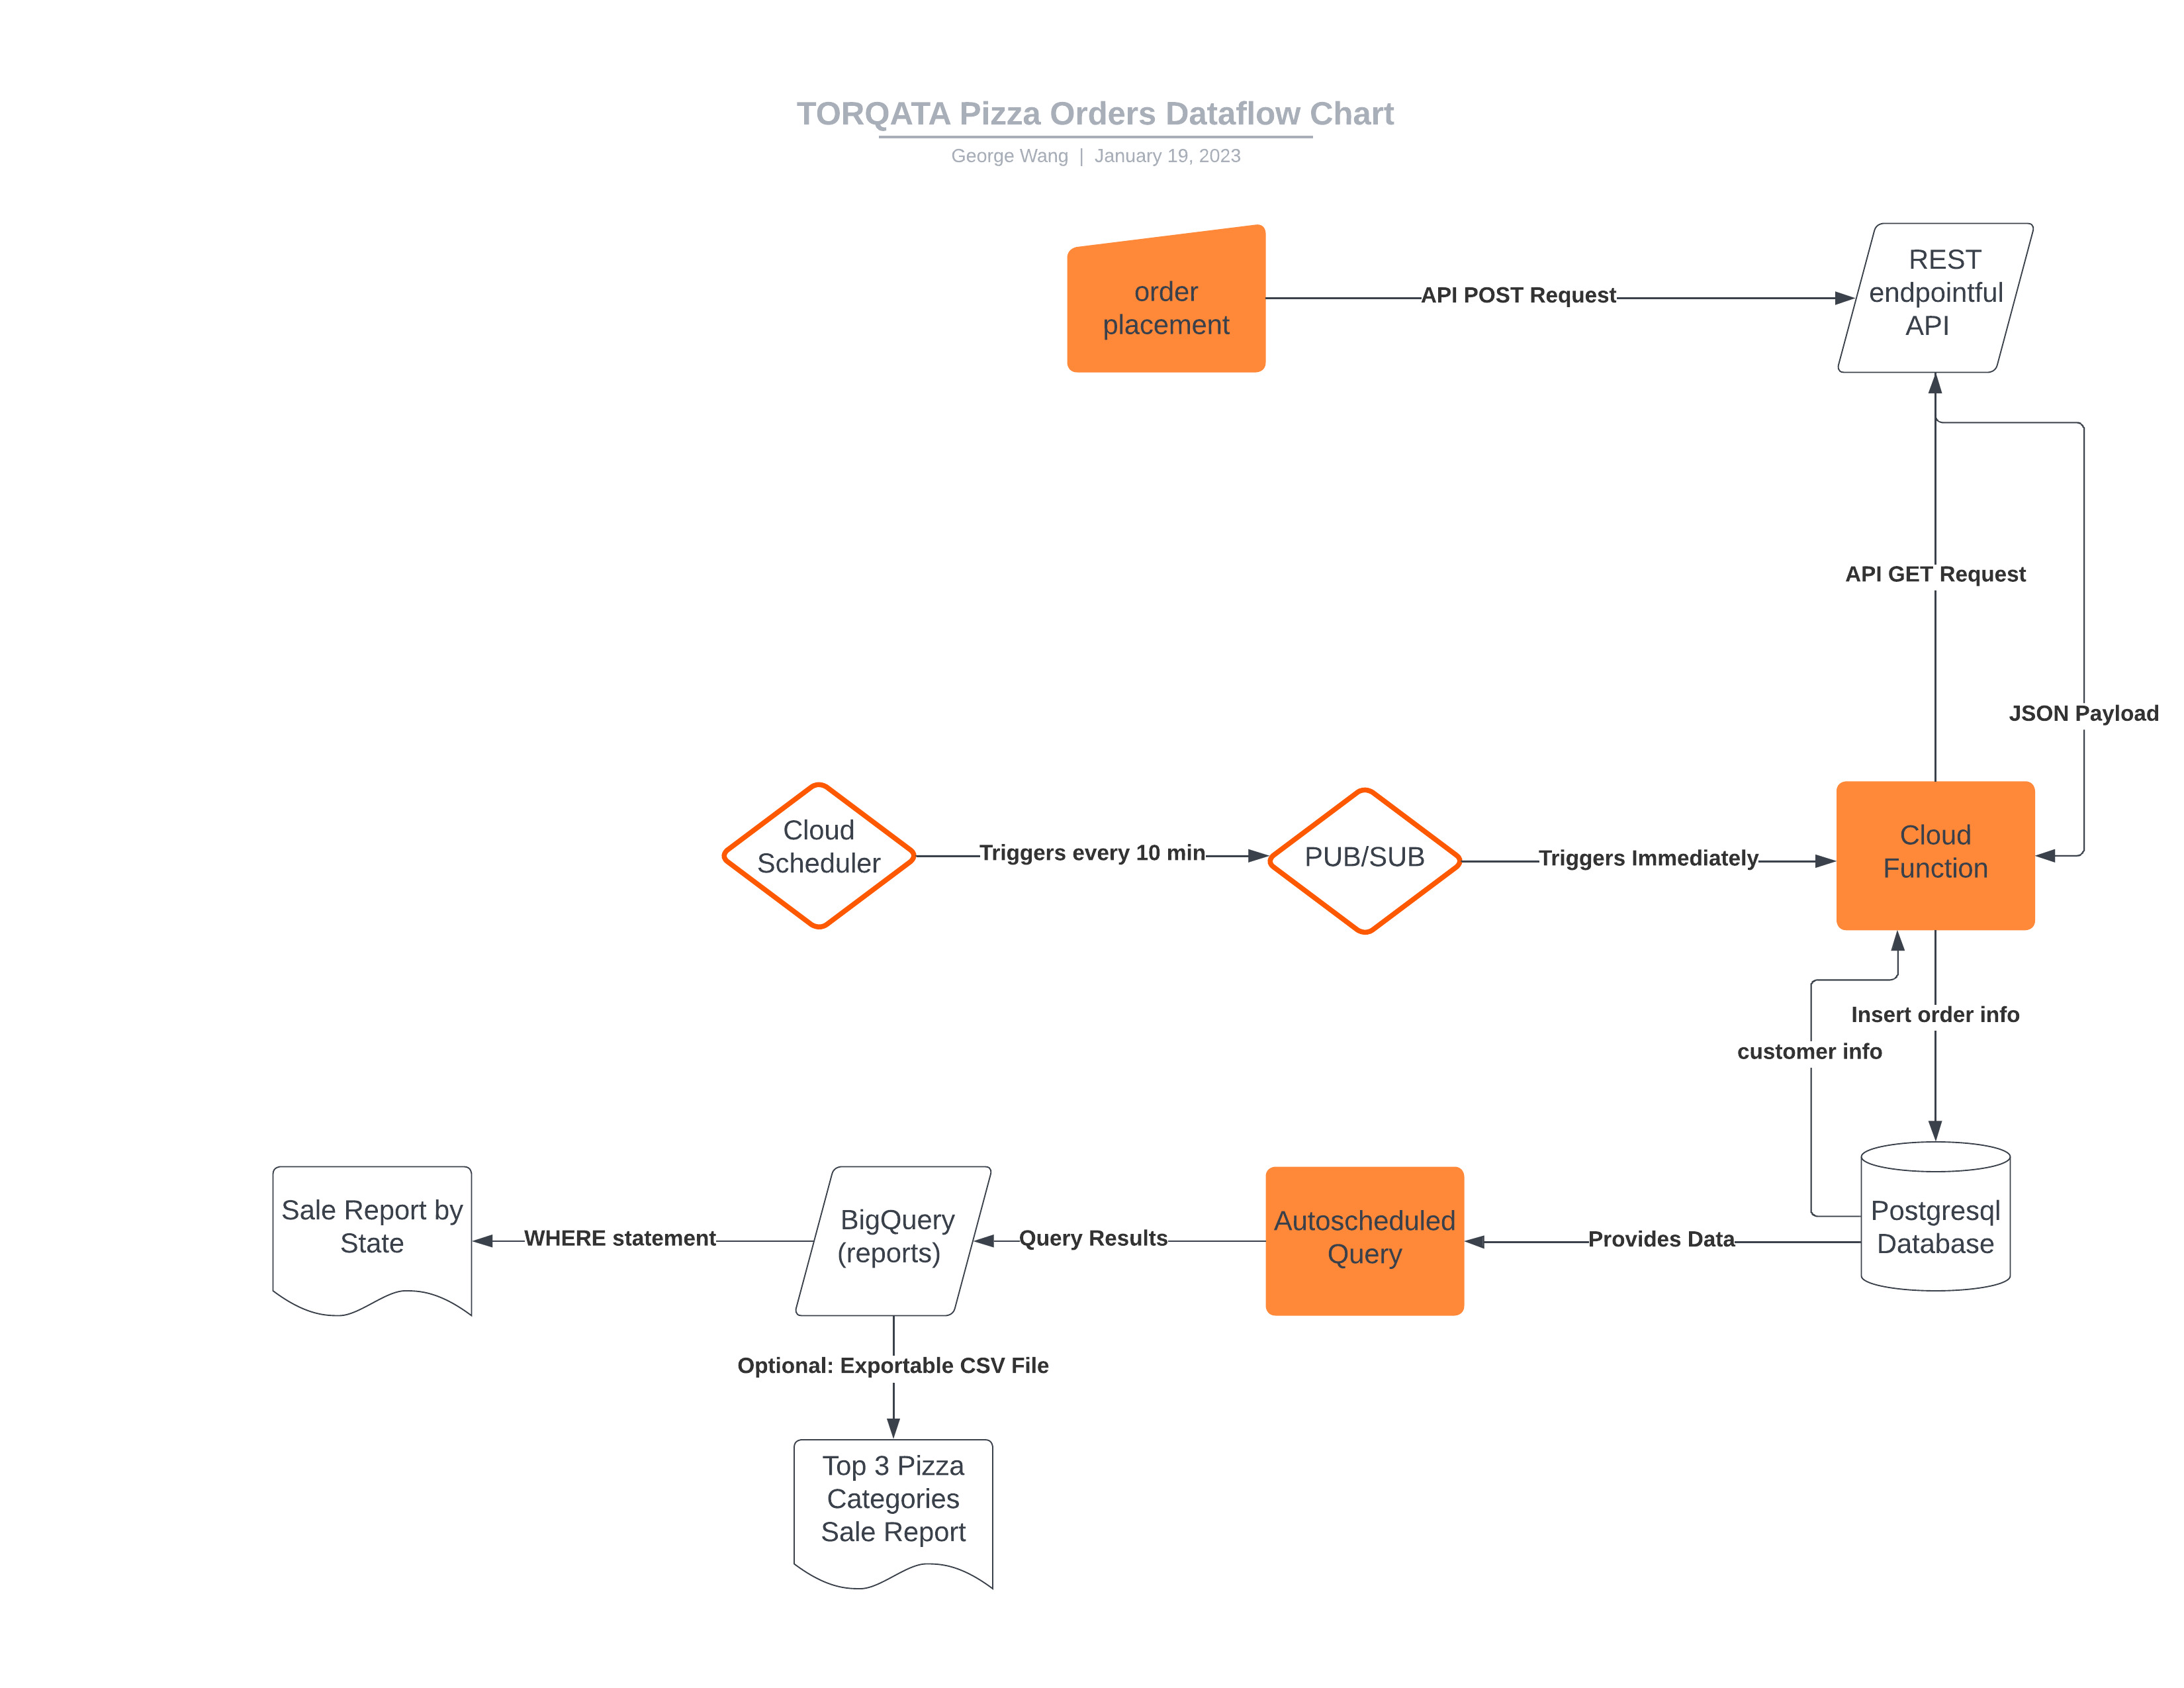 TORQATA Pizza Orders Dataflow Chart
George Wang | January 19, 2023
order
placement
API POST Request
REST
endpointful
API
API GET Request
JSON Payload
Cloud
Scheduler
Triggers every 10 min
PUB/SUB
Triggers Immediately
Cloud
Function
Insert order info
customer info
Sale Report by
State
WHERE statement
BigQuery
(reports)
Query Results
Autoscheduled
Query
Provides Data
Postgresql
Database
Optional: Exportable CSV File
Top 3 Pizza
Categories
Sale Report